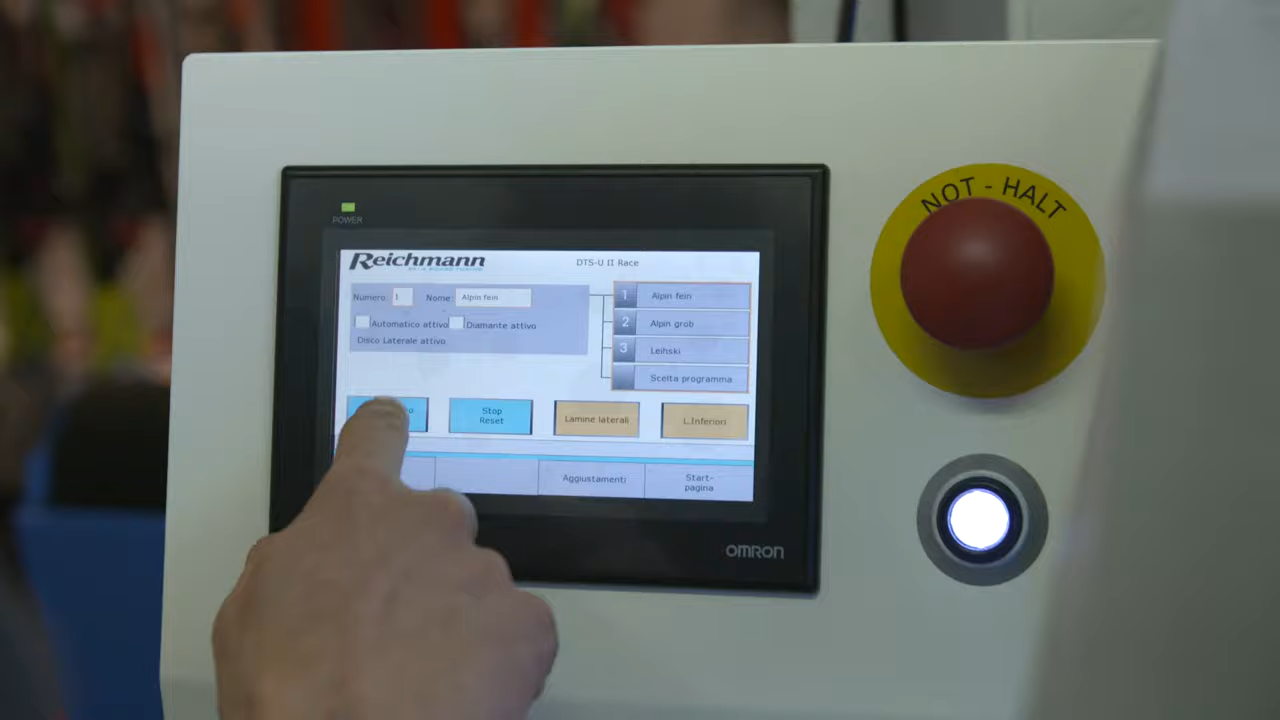 NOT - HALT
POWER
Reichmann
DTS-U II Race
Numero: 1 Nome: Alpin fein
Automatico attivo Diamante attivo
Disco Laterale attivo
1 Alpin fein
2 Alpin grob
3 Leihski
Scelta programma
Stop
Reset
Lamine laterali
L.Inferiori
Aggiustamenti
Start-
pagina
OMRON